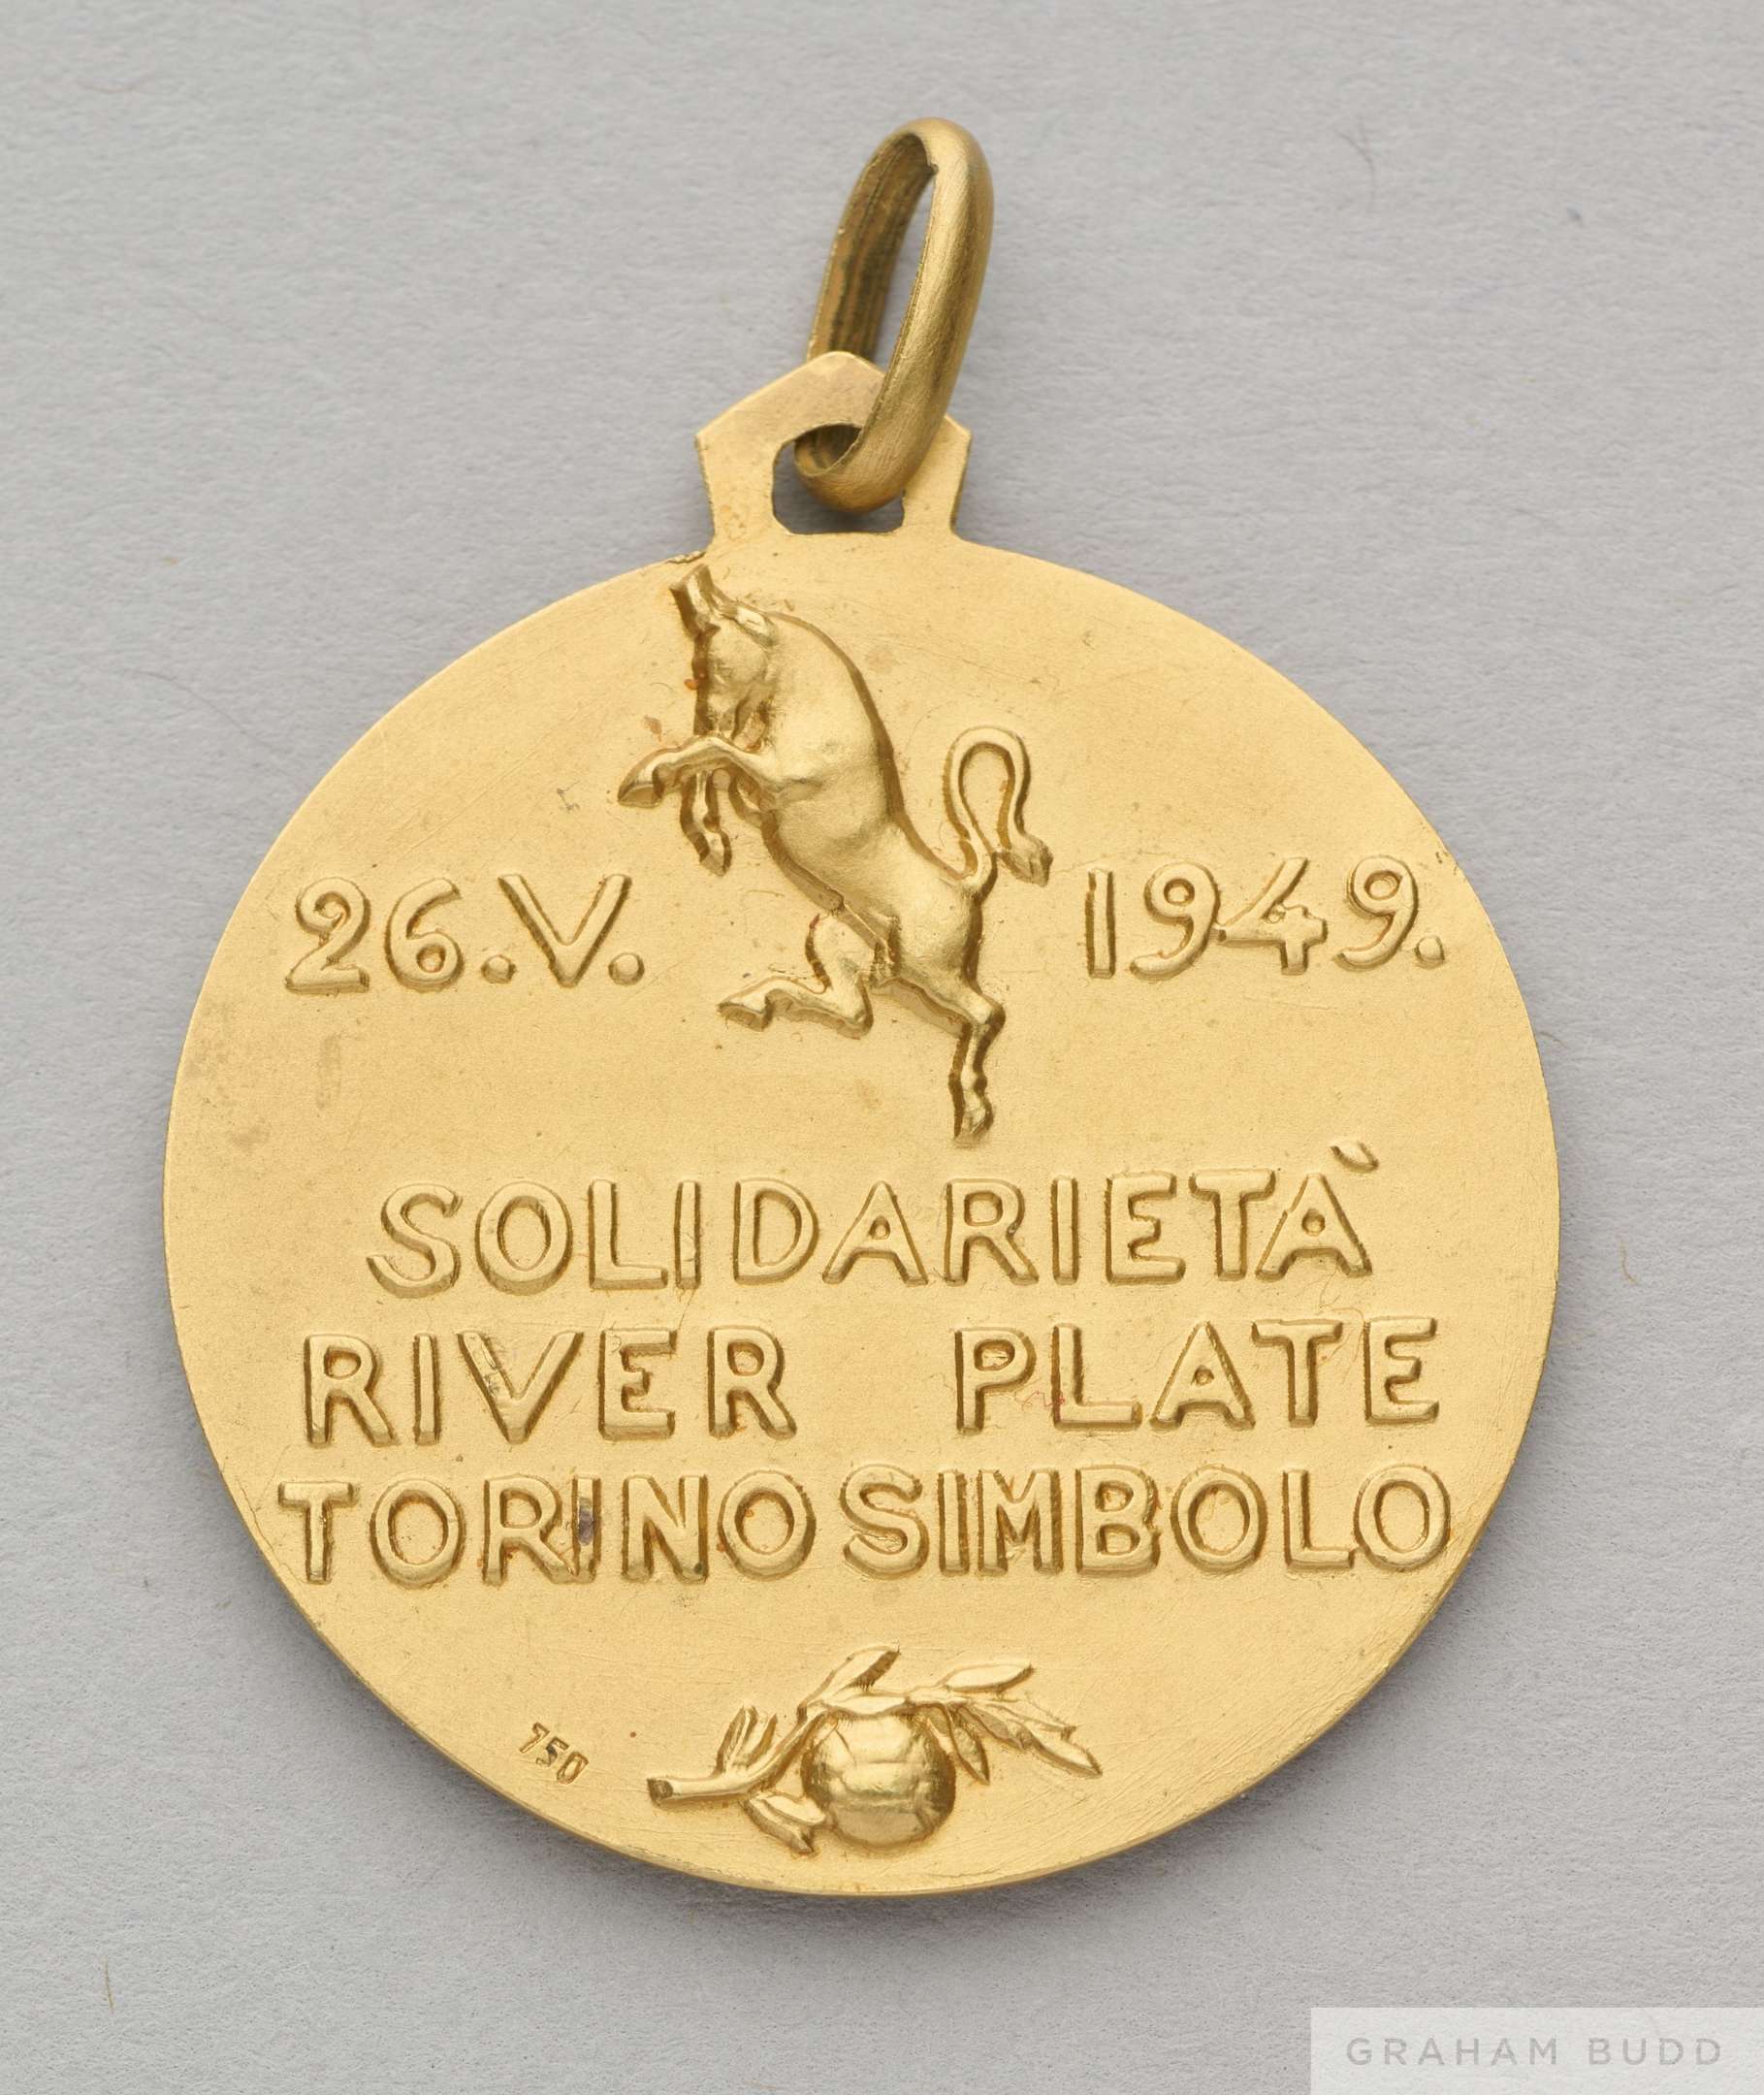 26.V. 1949.
SOLIDARIETÀ
RIVER PLATE
TORINO SIMBOLO
750
GRAHAM BUDD